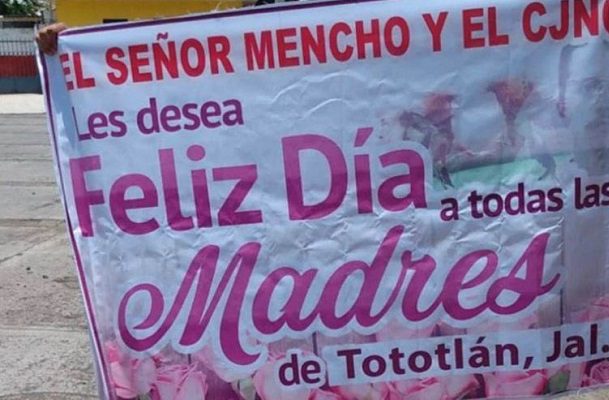 EL SEÑOR MENCHO Y EL CJNG
Les desea
Feliz Día a todas las
Madres
de Tototlán, Jal.